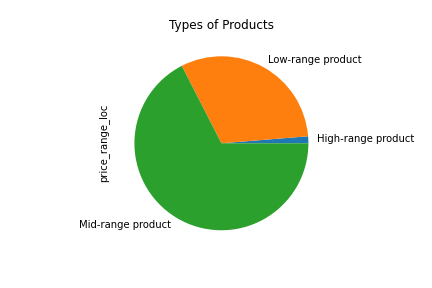 Types of Products
Low-range product
High-range product
price_range_loc
Mid-range product